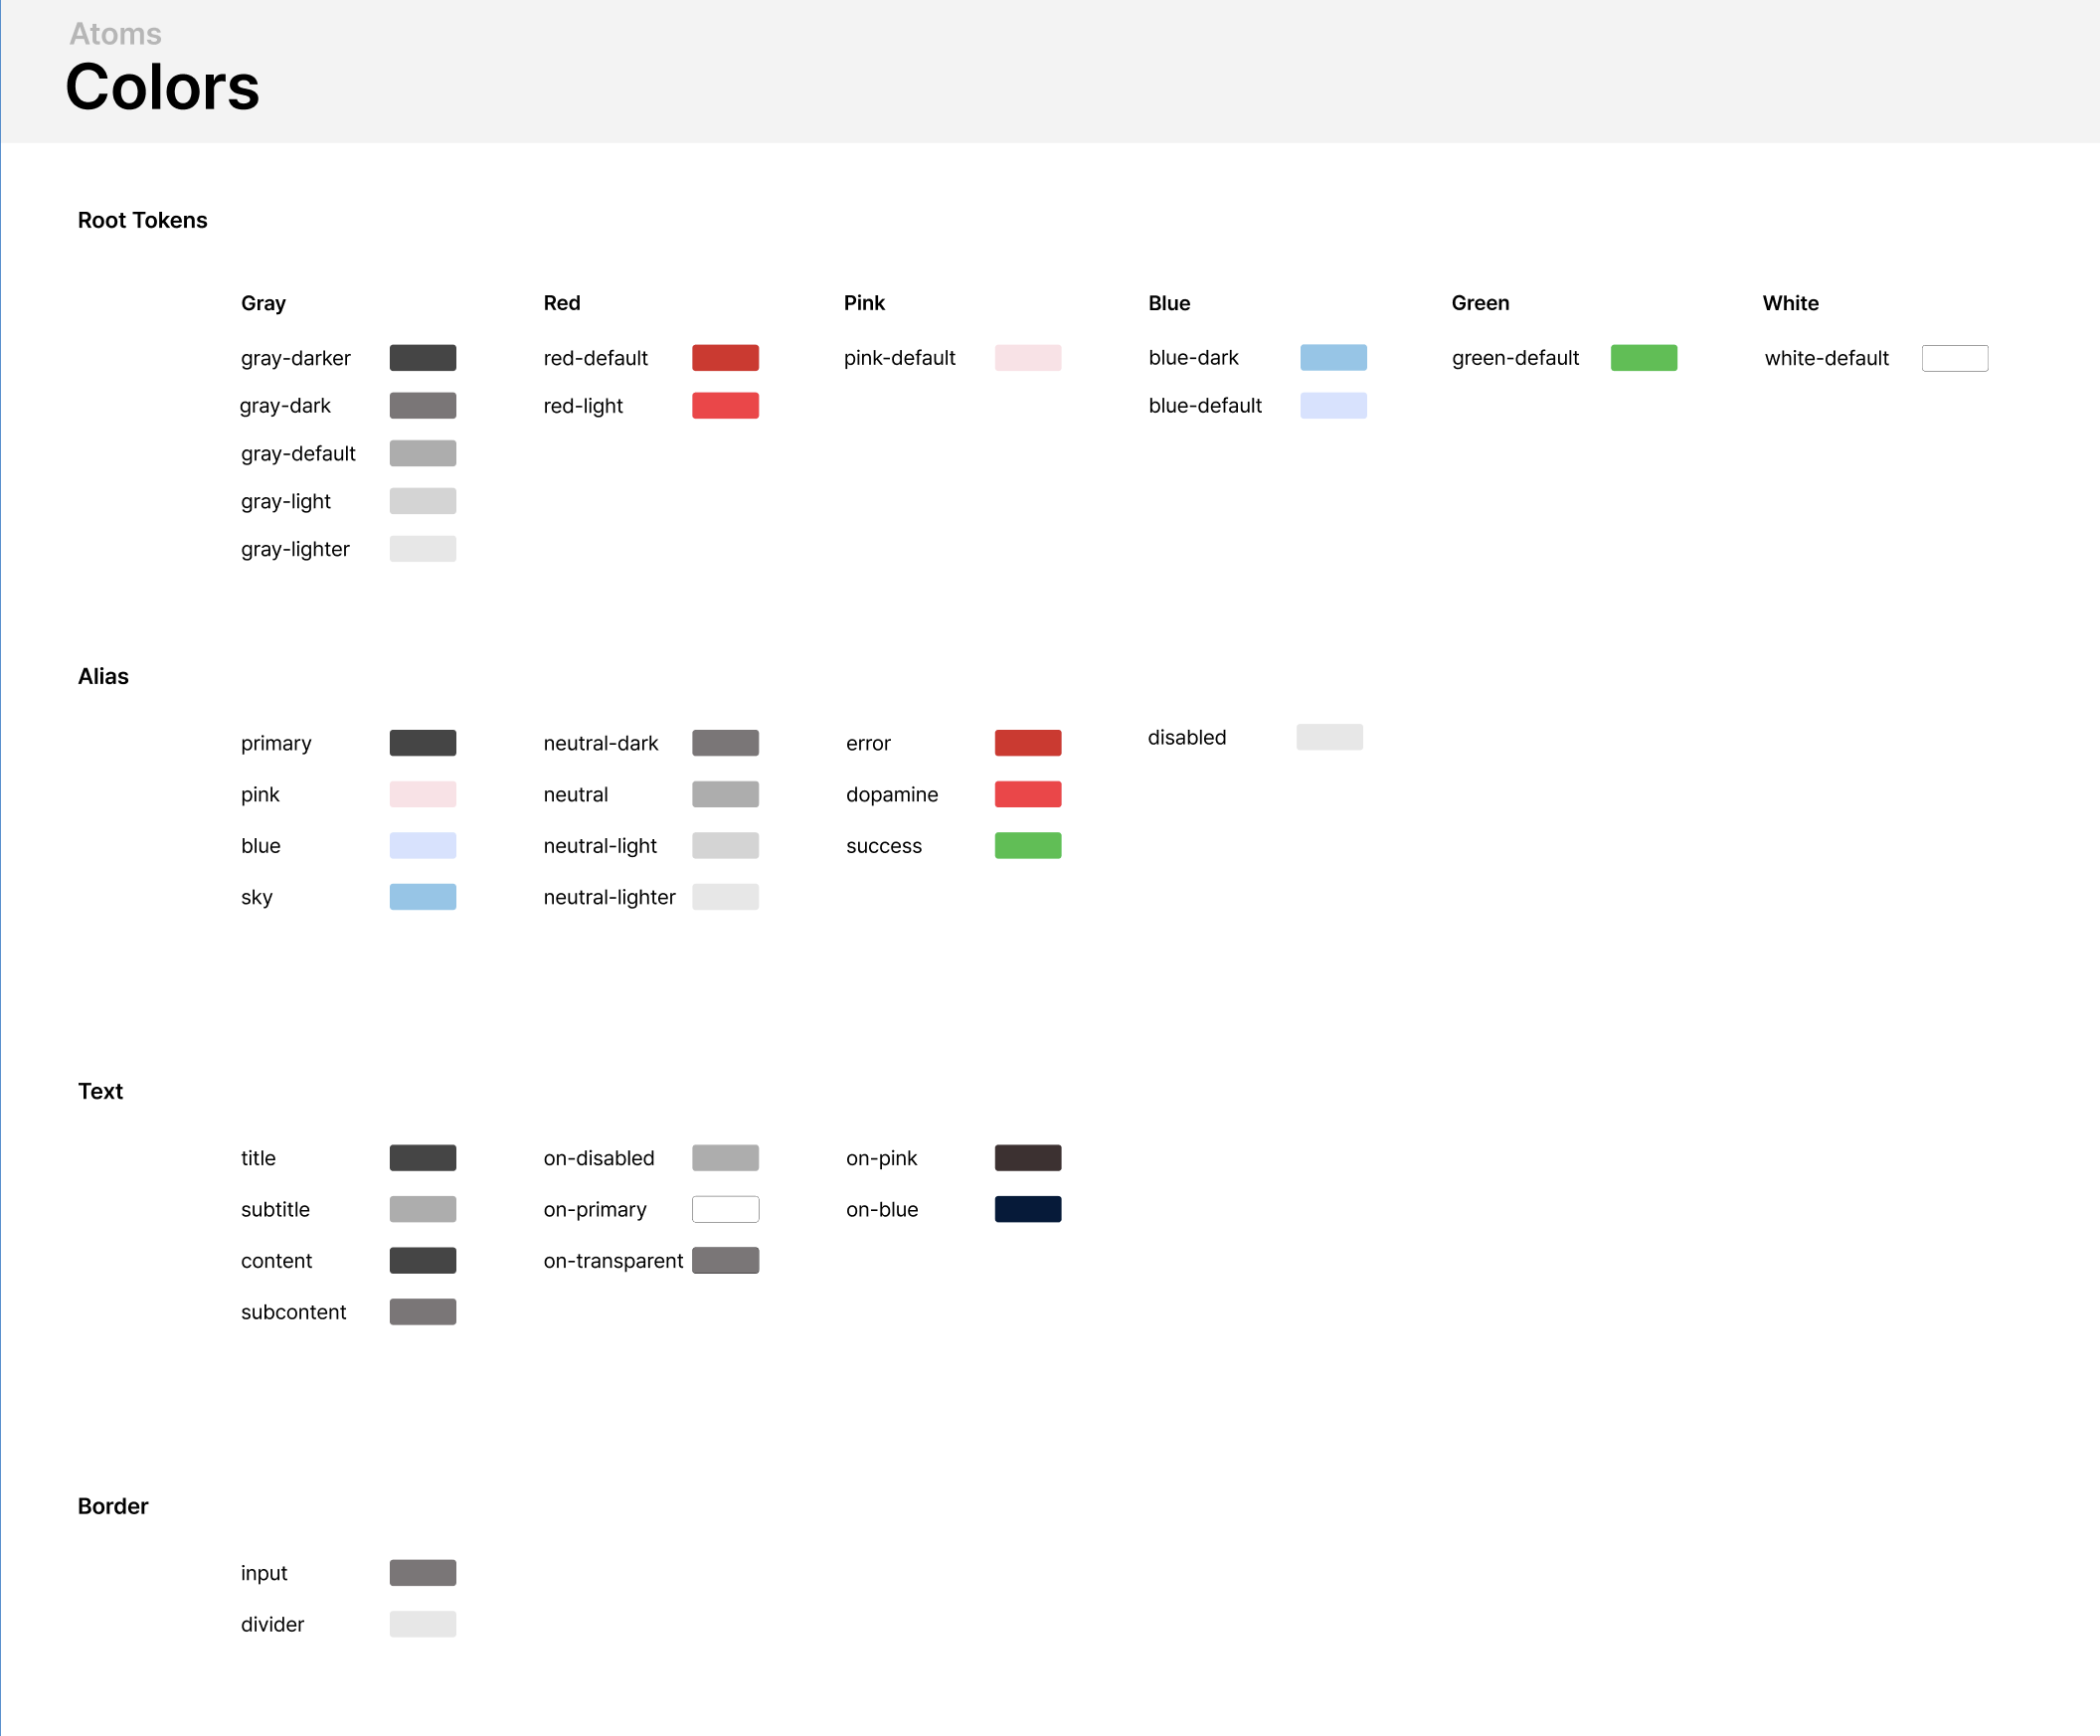 Atoms
Colors
Root Tokens
Gray
gray-darker
gray-dark
gray-default
gray-light
gray-lighter
Red
red-default
red-light
Pink
pink-default
Blue
blue-dark
blue-default
Green
green-default
White
white-default
Alias
primary
pink
blue
sky
neutral-dark
neutral
neutral-light
neutral-lighter
error
dopamine
success
disabled
Text
title
subtitle
content
subcontent
on-disabled
on-primary
on-transparent
on-pink
on-blue
Border
input
divider